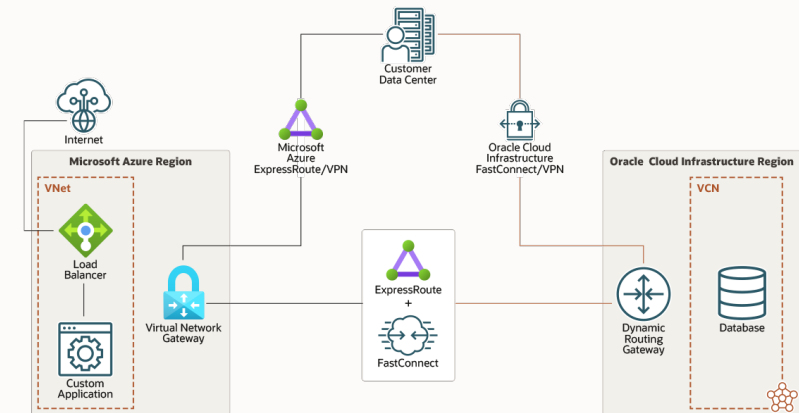 Customer
Data Center
Internet
Microsoft
Azure
ExpressRoute/VPN
Oracle Cloud
Infrastructure
FastConnect/VPN
Microsoft Azure Region
Oracle Cloud Infrastructure Region
VNet
VCN
Load
Balancer
ExpressRoute
+
FastConnect
Virtual Network
Gateway
Dynamic
Routing
Gateway
Database
Custom
Application